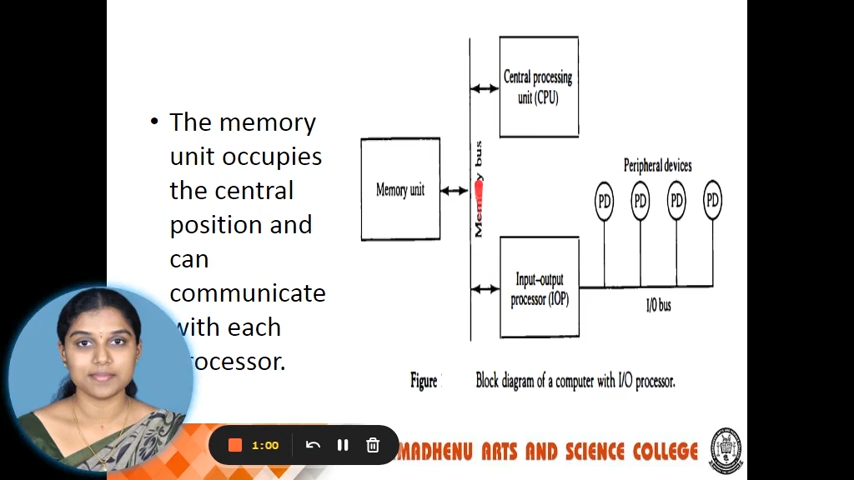 • The memory
unit occupies
the central
position and
can
communicate
with each
rocessor.
Central processing
unit (CPU)
Memory unit
Memory bus
Peripheral devices
PD PD PD PD
Input-output
processor (IOP)
I/O bus
Figure Block diagram of a computer with I/O processor.
1:00
MADHENU ARTS AND SCIENCE COLLEGE